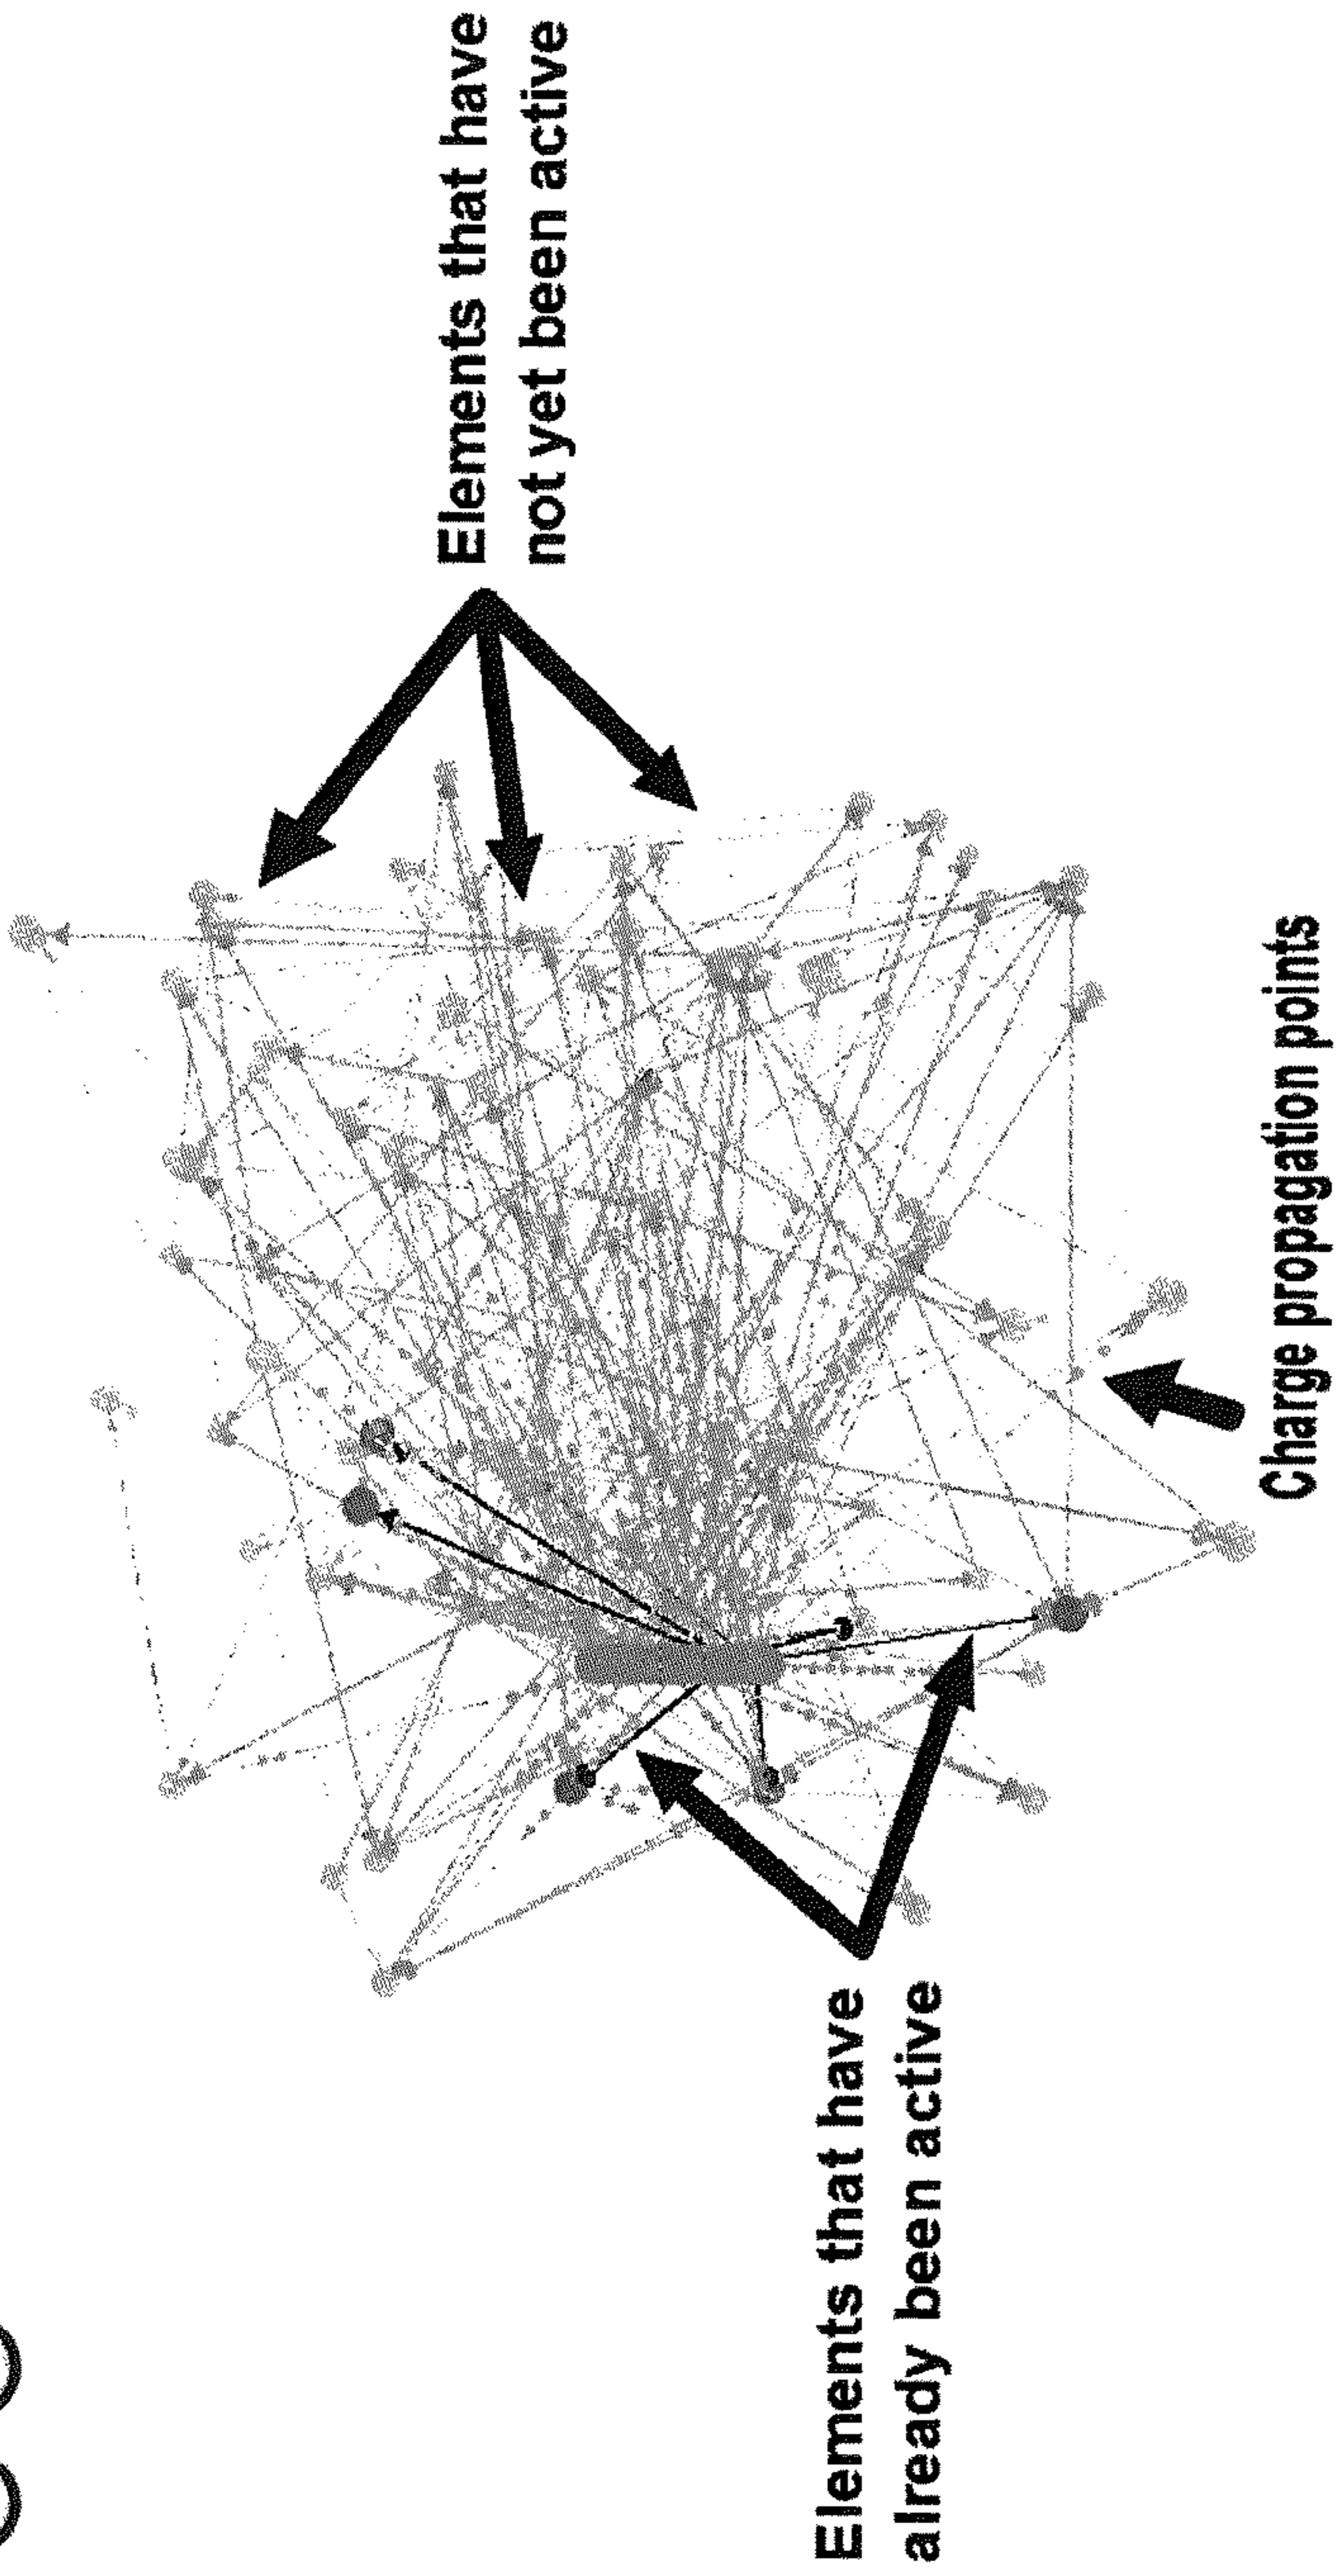 Elements that have
not yet been active
Elements that have
already been active
Charge propagation points